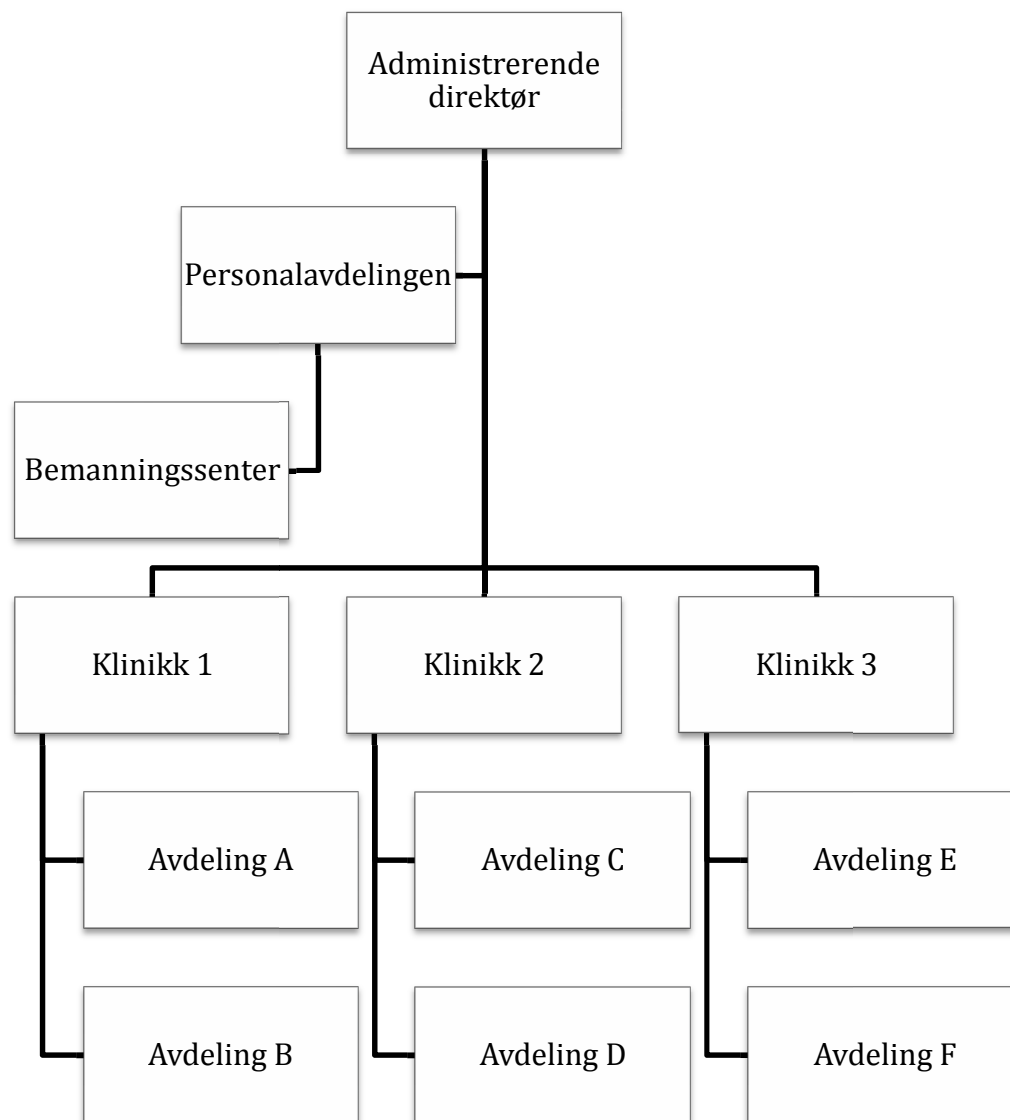 Administrerende
direktør
Personalavdelingen
Bemanningssenter
Klinikk 1
Klinikk 2
Klinikk 3
Avdeling A
Avdeling C
Avdeling E
Avdeling B
Avdeling D
Avdeling F